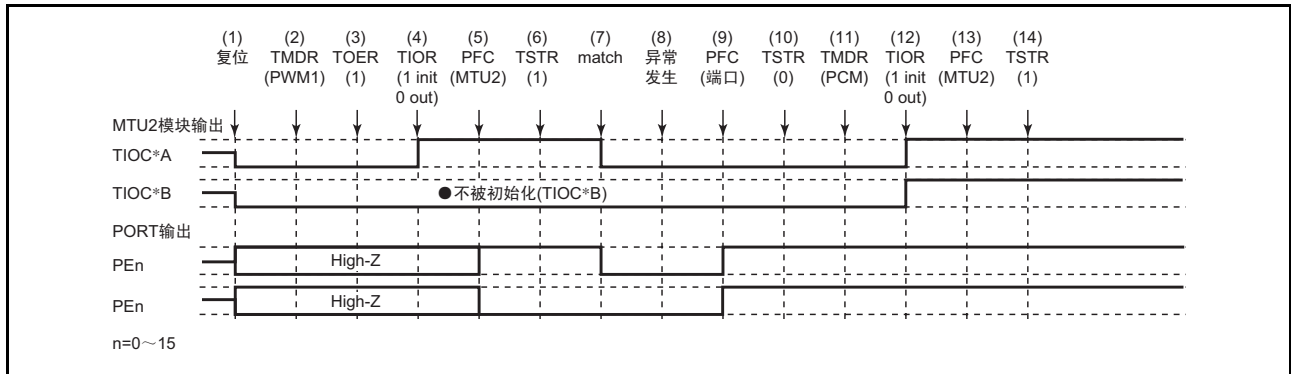 (1) (2) (3) (4) (5) (6) (7) (8) (9) (10) (11) (12) (13) (14)
复位 TMDR TOER TIOR PFC TSTR match 异常 PFC TSTR TMDR TIOR PFC TSTR
(PWM1) (1) (1 init (MTU2) (1) 发生 (端口) (0) (PCM) (1 init (MTU2) (1)
0 out) 0 out)
MTU2模块输出
TIOC*A
TIOC*B ●不被初始化(TIOC*B)
PORT输出
PEn High-Z
PEn High-Z
n=0~15